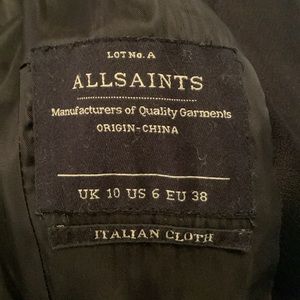 LOT No. A
ALLSAINTS
Manufacturers of Quality Garments
ORIGIN-CHINA
UK 10 US 6 EU 38
ITALIAN CLOTH